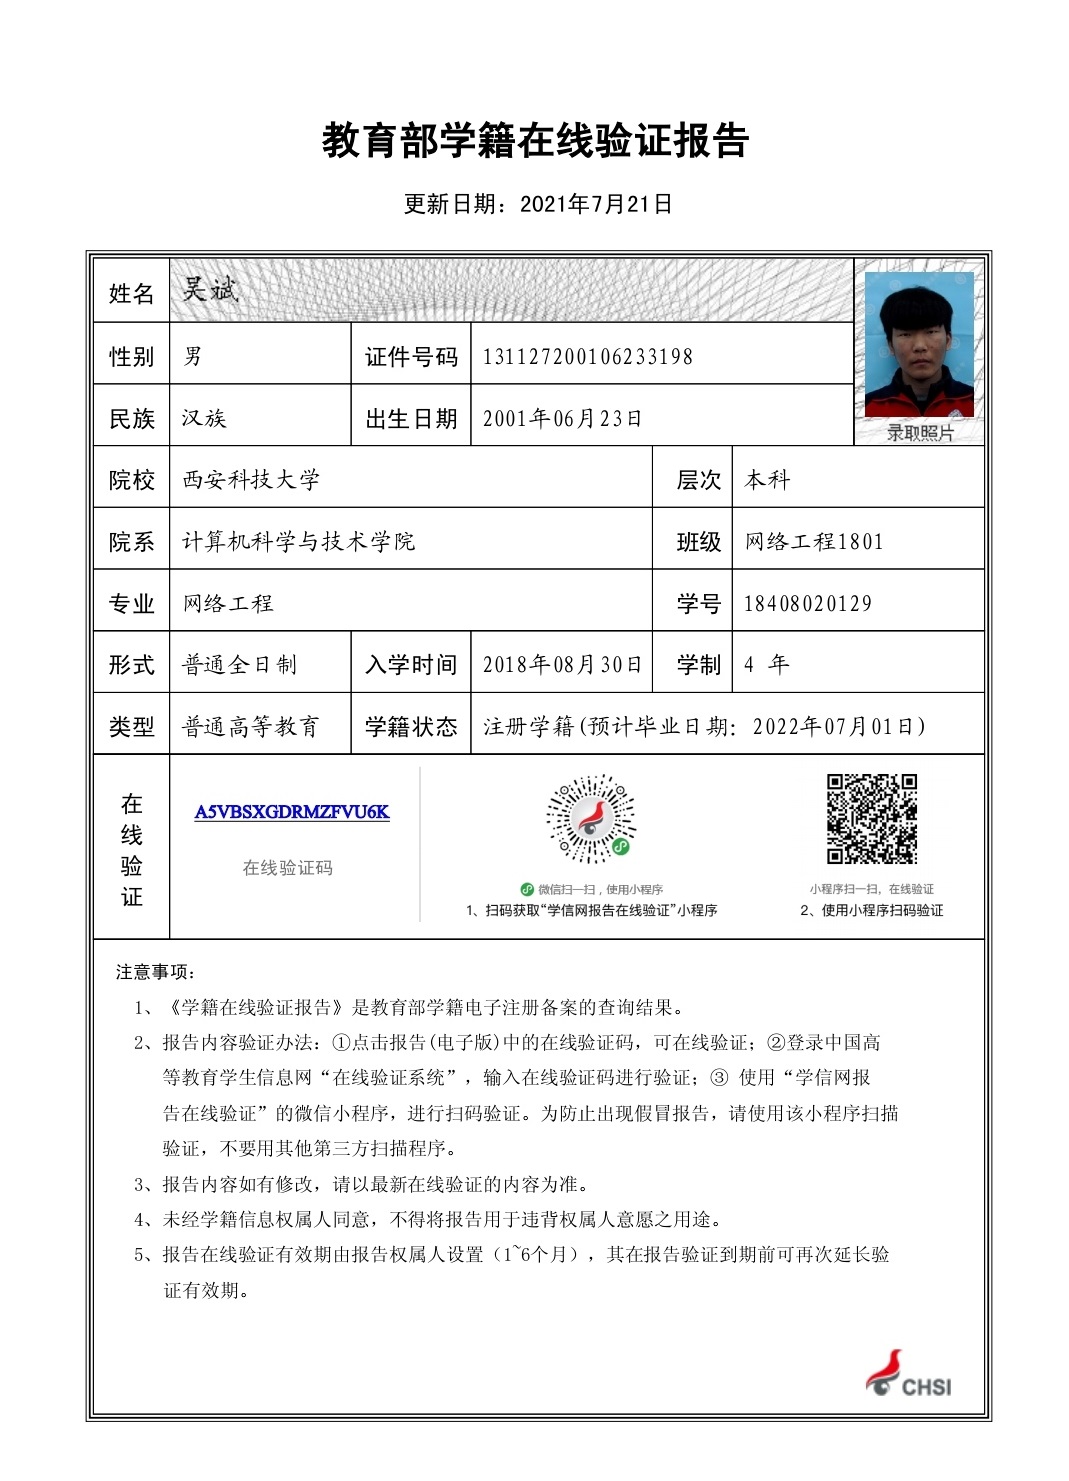 教育部学籍在线验证报告
更新日期：2021年7月21日
姓名 吴斌
性别 男 证件号码 131127200106233198
民族 汉族 出生日期 2001年06月23日
录取照片
院校 西安科技大学 层次 本科
院系 计算机科学与技术学院 班级 网络工程1801
专业 网络工程 学号 18408020129
形式 普通全日制 入学时间 2018年08月30日 学制 4 年
类型 普通高等教育 学籍状态 注册学籍(预计毕业日期：2022年07月01日)
在线验证
A5VBSXGDRMZFVU6K
在线验证码
微信扫一扫，使用小程序
1、扫码获取“学信网报告在线验证”小程序
小程序扫一扫，在线验证
2、使用小程序扫码验证
注意事项：
1、《学籍在线验证报告》是教育部学籍电子注册备案的查询结果。
2、报告内容验证办法：①点击报告(电子版)中的在线验证码，可在线验证；②登录中国高
等教育学生信息网“在线验证系统”，输入在线验证码进行验证；③ 使用“学信网报
告在线验证”的微信小程序，进行扫码验证。为防止出现假冒报告，请使用该小程序扫描
验证，不要用其他第三方扫描程序。
3、报告内容如有修改，请以最新在线验证的内容为准。
4、未经学籍信息权属人同意，不得将报告用于违背权属人意愿之用途。
5、报告在线验证有效期由报告权属人设置（1~6个月），其在报告验证到期前可再次延长验
证有效期。
CHSI